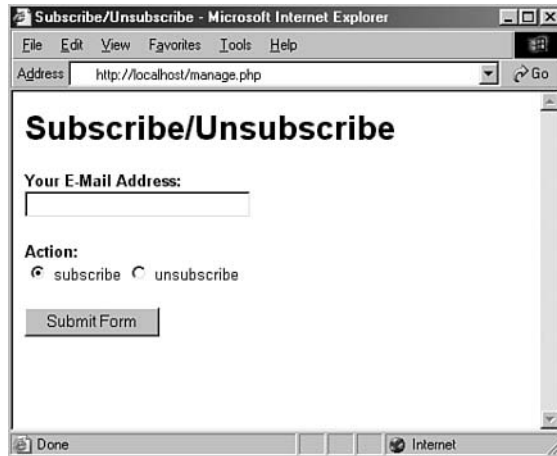 Subscribe/Unsubscribe - Microsoft Internet Explorer
File Edit View Favorites Tools Help
Address http://localhost/manage.php Go
Subscribe/Unsubscribe
Your E-Mail Address:
Action:
subscribe unsubscribe
Submit Form
Done Internet